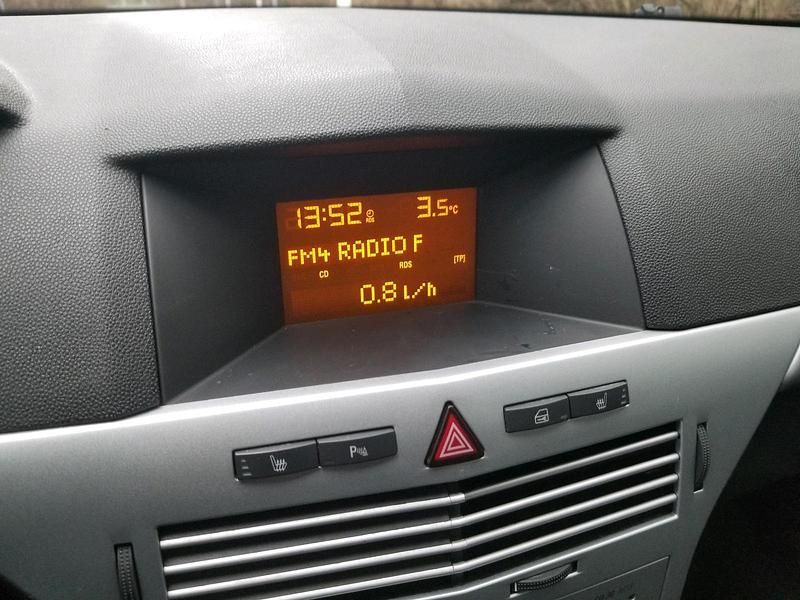 13:52 RDS 3.5°C
FM4 RADIO F
CD RDS [TP]
0.8 l/h
P